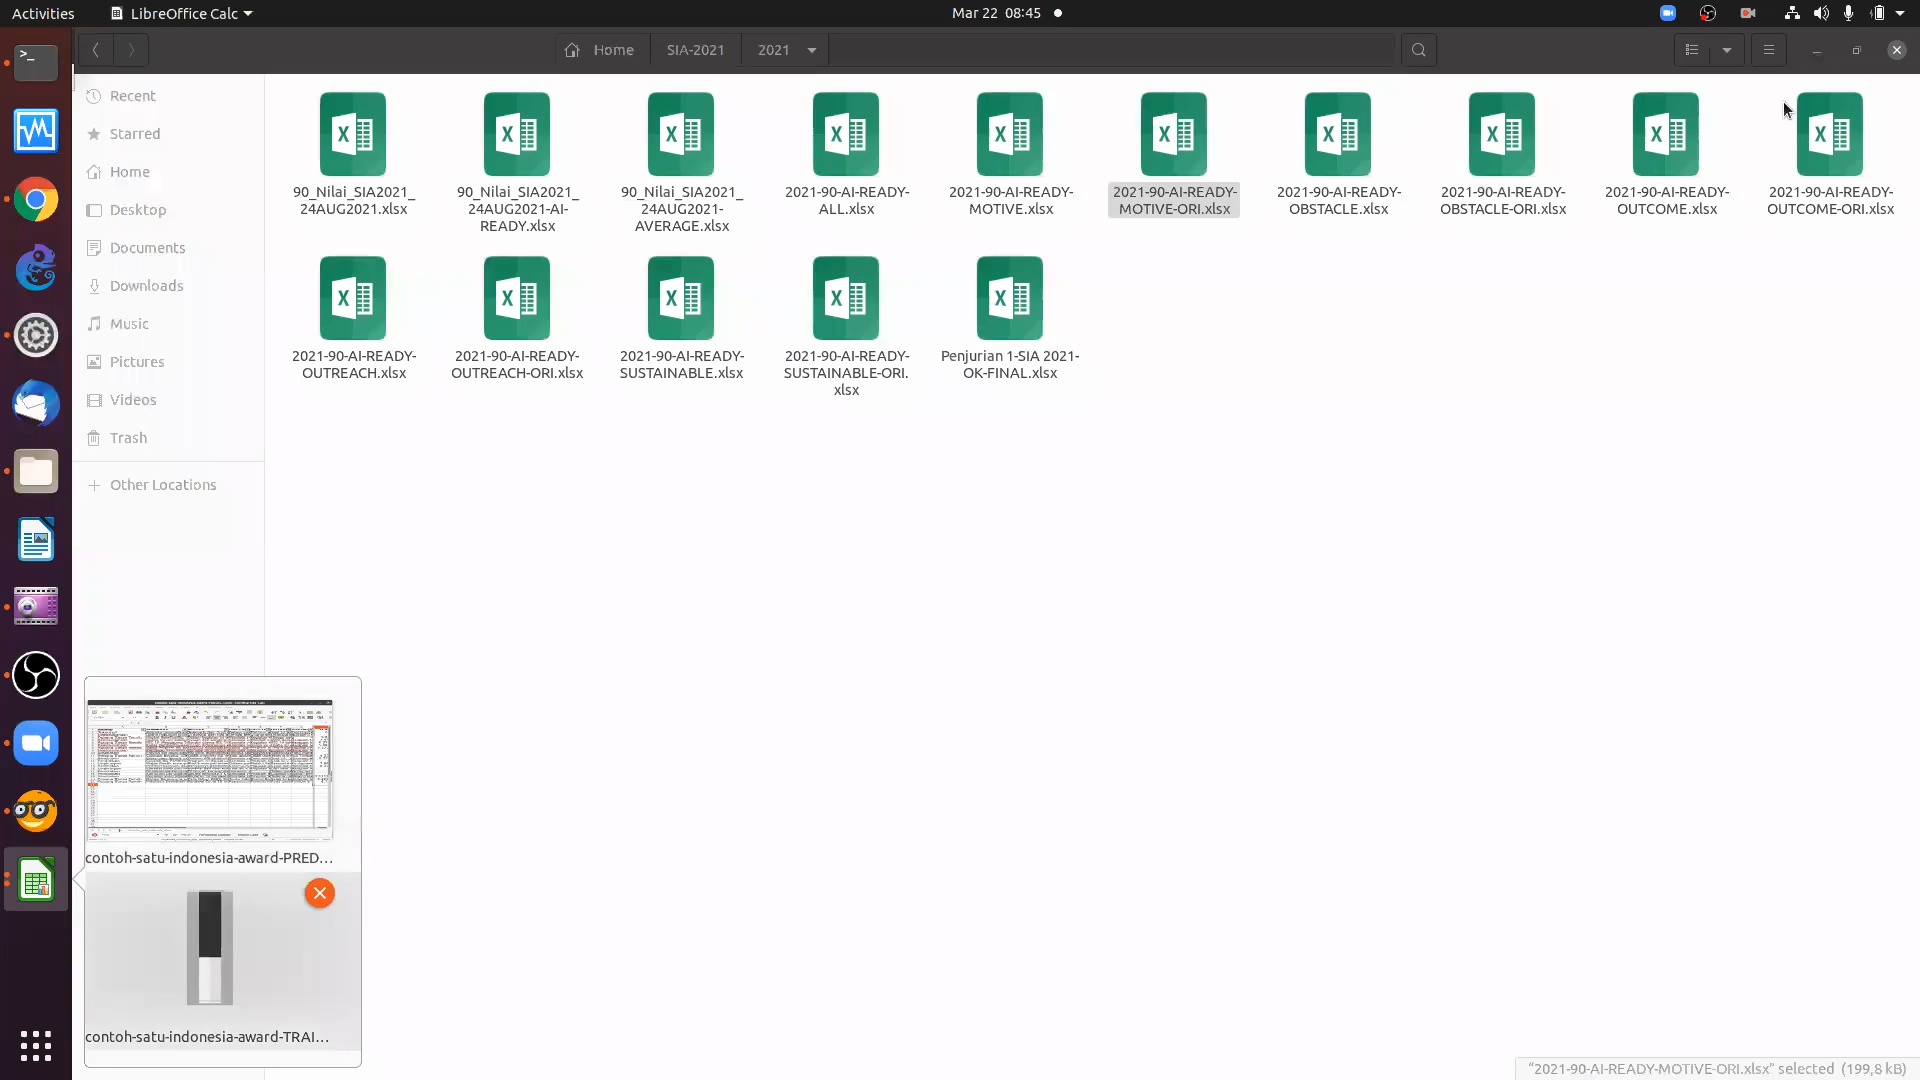 Activities
LibreOffice Calc
Mar 22 08:45
Home
SIA-2021
2021
Recent
Starred
Home
Desktop
Documents
Downloads
Music
Pictures
Videos
Trash
Other Locations
90_Nilai_SIA2021_
24AUG2021.xlsx
90_Nilai_SIA2021_
24AUG2021-AI-
READY.xlsx
90_Nilai_SIA2021_
24AUG2021-
AVERAGE.xlsx
2021-90-AI-READY-
ALL.xlsx
2021-90-AI-READY-
MOTIVE.xlsx
2021-90-AI-READY-
MOTIVE-ORI.xlsx
2021-90-AI-READY-
OBSTACLE.xlsx
2021-90-AI-READY-
OBSTACLE-ORI.xlsx
2021-90-AI-READY-
OUTCOME.xlsx
2021-90-AI-READY-
OUTCOME-ORI.xlsx
2021-90-AI-READY-
OUTREACH.xlsx
2021-90-AI-READY-
OUTREACH-ORI.xlsx
2021-90-AI-READY-
SUSTAINABLE.xlsx
2021-90-AI-READY-
SUSTAINABLE-ORI.
xlsx
Penjurian 1-SIA 2021-
OK-FINAL.xlsx
contoh-satu-indonesia-award-PRED...
contoh-satu-indonesia-award-TRAI...
"2021-90-AI-READY-MOTIVE-ORI.xlsx" selected (199,8 kB)